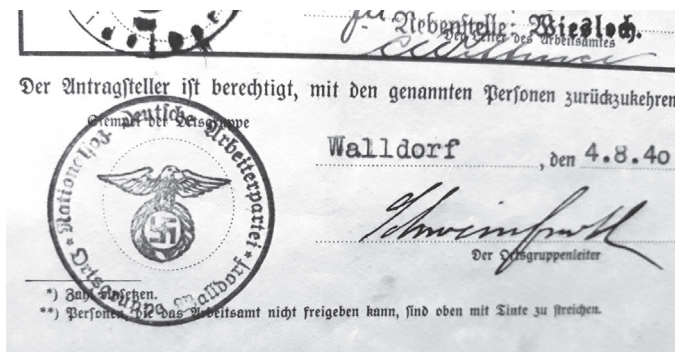 Nebenstelle: Wiesloch.
Der Leiter des Arbeitsamtes
Der Antragsteller ist berechtigt, mit den genannten Personen zurückzukehren
Stempel der Ortsgruppe
Nationalsoz. Deutsche Arbeiterpartei
Ortsgruppe Walldorf
Walldorf, den 4.8.40
Schweinfurth
Der Ortsgruppenleiter
*) Zahl einsetzen.
**) Personen, die das Arbeitsamt nicht freigeben kann, sind oben mit Tinte zu streichen.